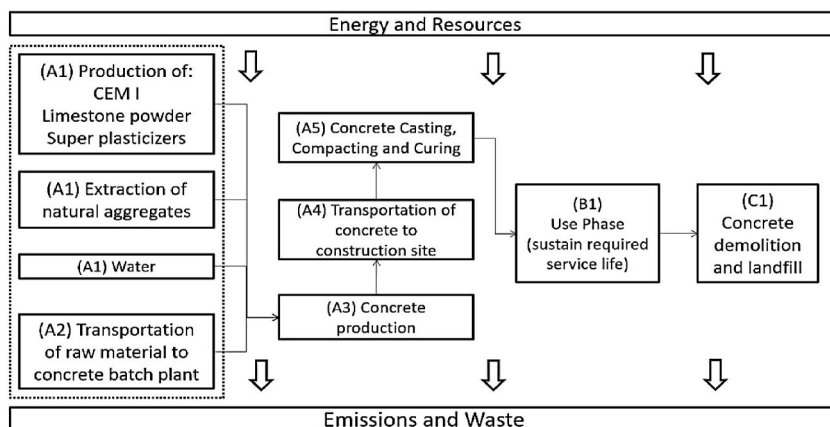 Energy and Resources
(A1) Production of:
CEM I
Limestone powder
Super plasticizers
(A1) Extraction of
natural aggregates
(A1) Water
(A2) Transportation
of raw material to
concrete batch plant
(A5) Concrete Casting,
Compacting and Curing
(A4) Transportation of
concrete to
construction site
(A3) Concrete
production
(B1)
Use Phase
(sustain required
service life)
(C1)
Concrete
demolition
and landfill
Emissions and Waste